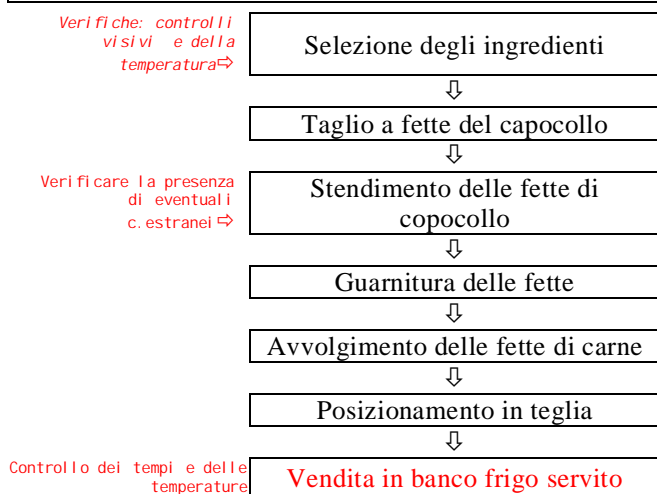 Verifiche: controlli
visivi e della
temperatura⇨
Selezione degli ingredienti
⇩
Taglio a fette del capocollo
⇩
Verificare la presenza
di eventuali
c.estranei ⇨
Stendimento delle fette di
copocollo
⇩
Guarnitura delle fette
⇩
Avvolgimento delle fette di carne
⇩
Posizionamento in teglia
⇩
Controllo dei tempi e delle
temperature
Vendita in banco frigo servito